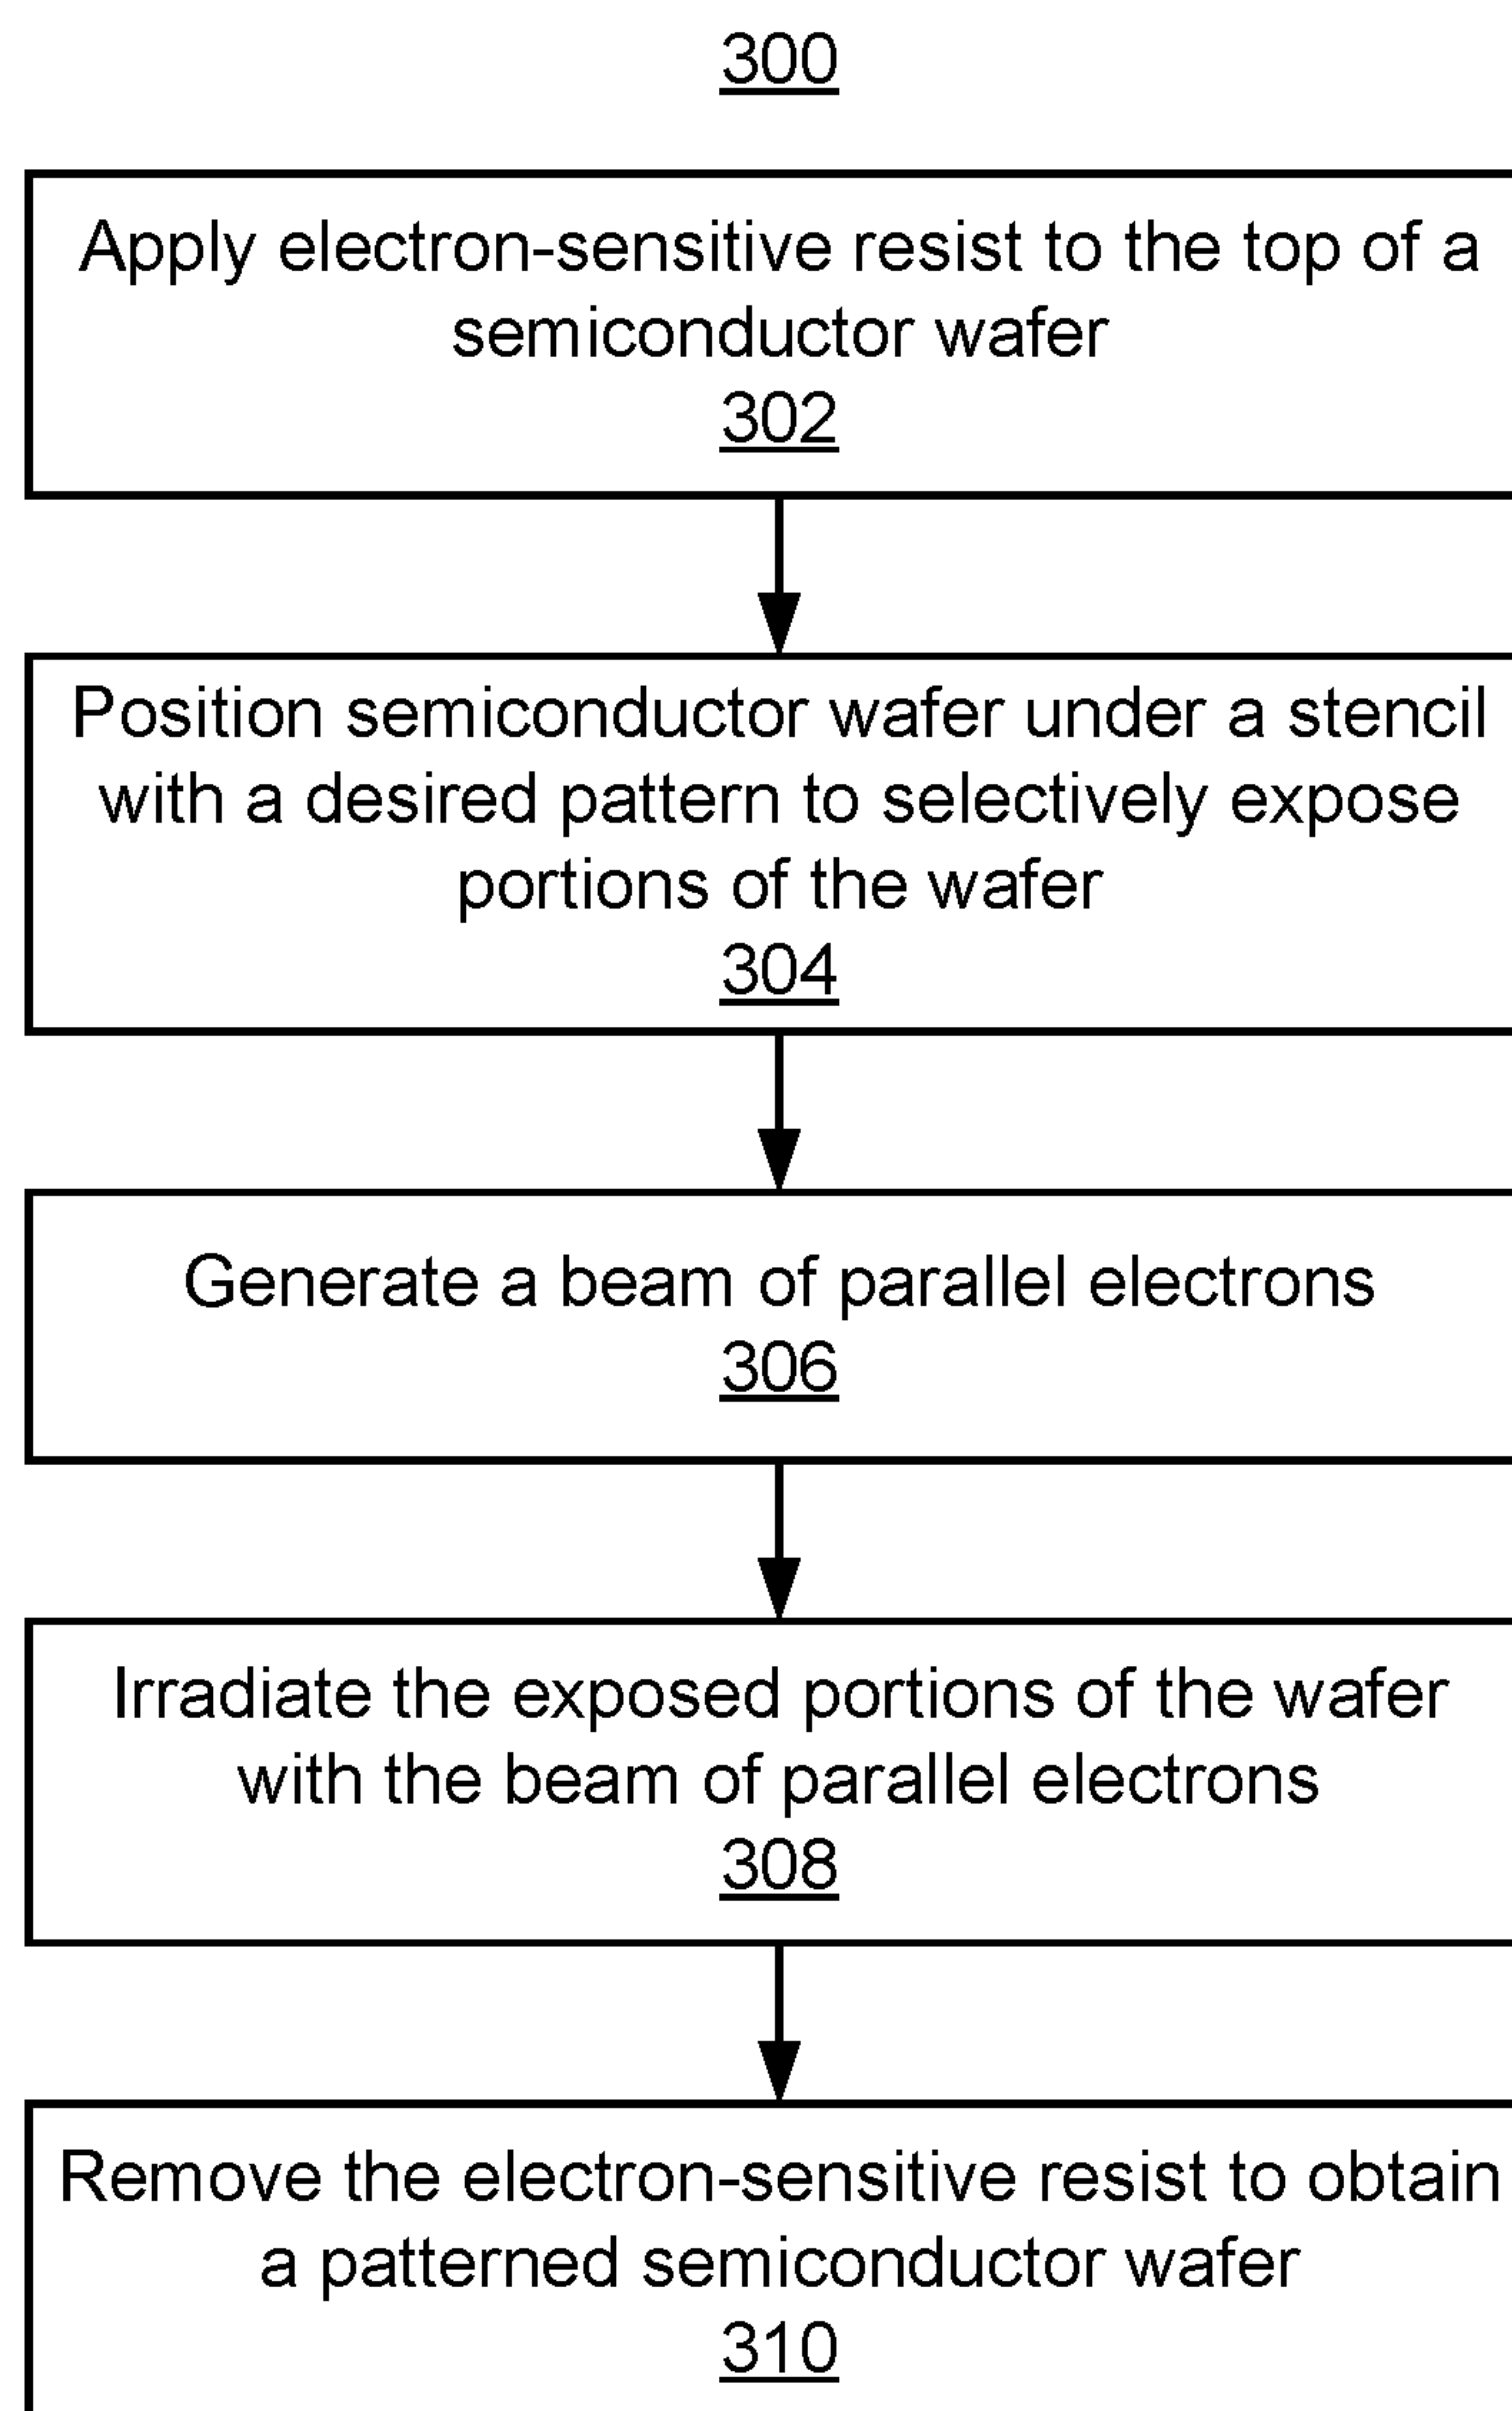 300
Apply electron-sensitive resist to the top of a
semiconductor wafer
302
Position semiconductor wafer under a stencil
with a desired pattern to selectively expose
portions of the wafer
304
Generate a beam of parallel electrons
306
Irradiate the exposed portions of the wafer
with the beam of parallel electrons
308
Remove the electron-sensitive resist to obtain
a patterned semiconductor wafer
310